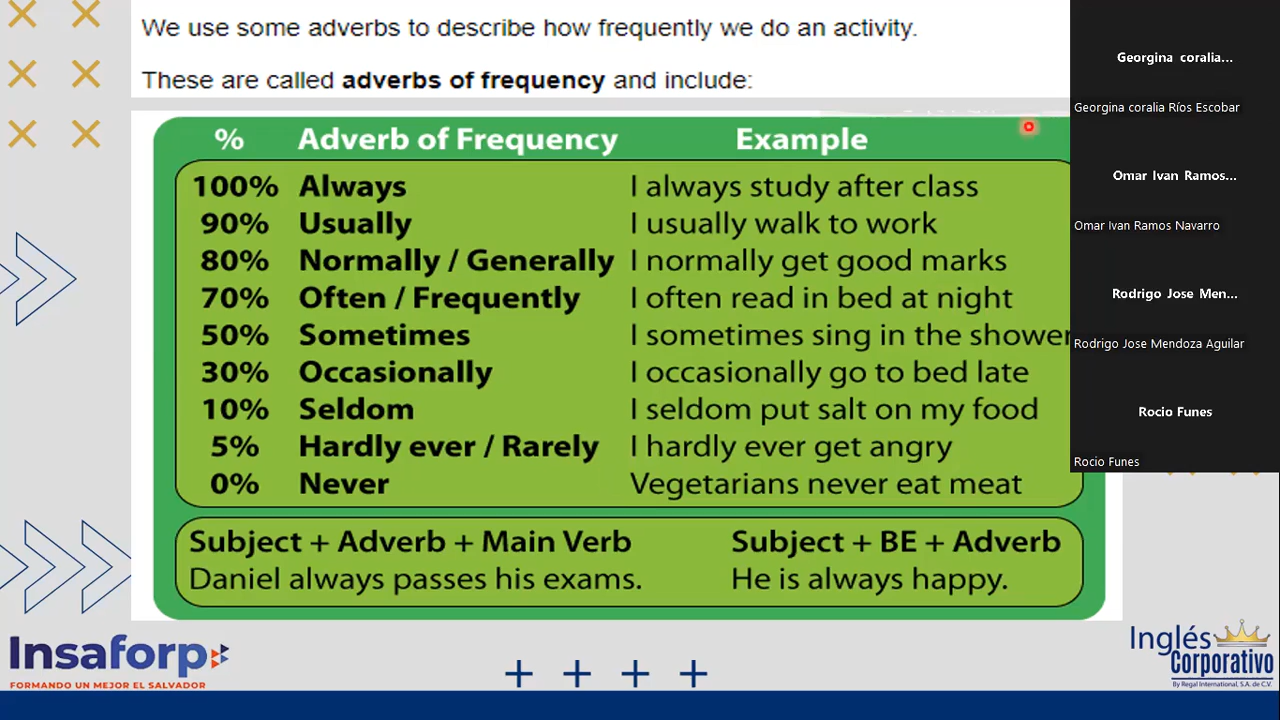 We use some adverbs to describe how frequently we do an activity.
These are called adverbs of frequency and include:
% Adverb of Frequency Example
100% Always I always study after class
90% Usually I usually walk to work
80% Normally / Generally I normally get good marks
70% Often / Frequently I often read in bed at night
50% Sometimes I sometimes sing in the shower
30% Occasionally I occasionally go to bed late
10% Seldom I seldom put salt on my food
5% Hardly ever / Rarely I hardly ever get angry
0% Never Vegetarians never eat meat
Subject + Adverb + Main Verb Subject + BE + Adverb
Daniel always passes his exams. He is always happy.
Georgina coralia...
Georgina coralia Ríos Escobar
Omar Ivan Ramos...
Omar Ivan Ramos Navarro
Rodrigo Jose Men...
Rodrigo Jose Mendoza Aguilar
Rocio Funes
Rocio Funes
Insaforp
FORMANDO UN MEJOR EL SALVADOR
Inglés
Corporativo
By Regal International, S.A. de C.V.